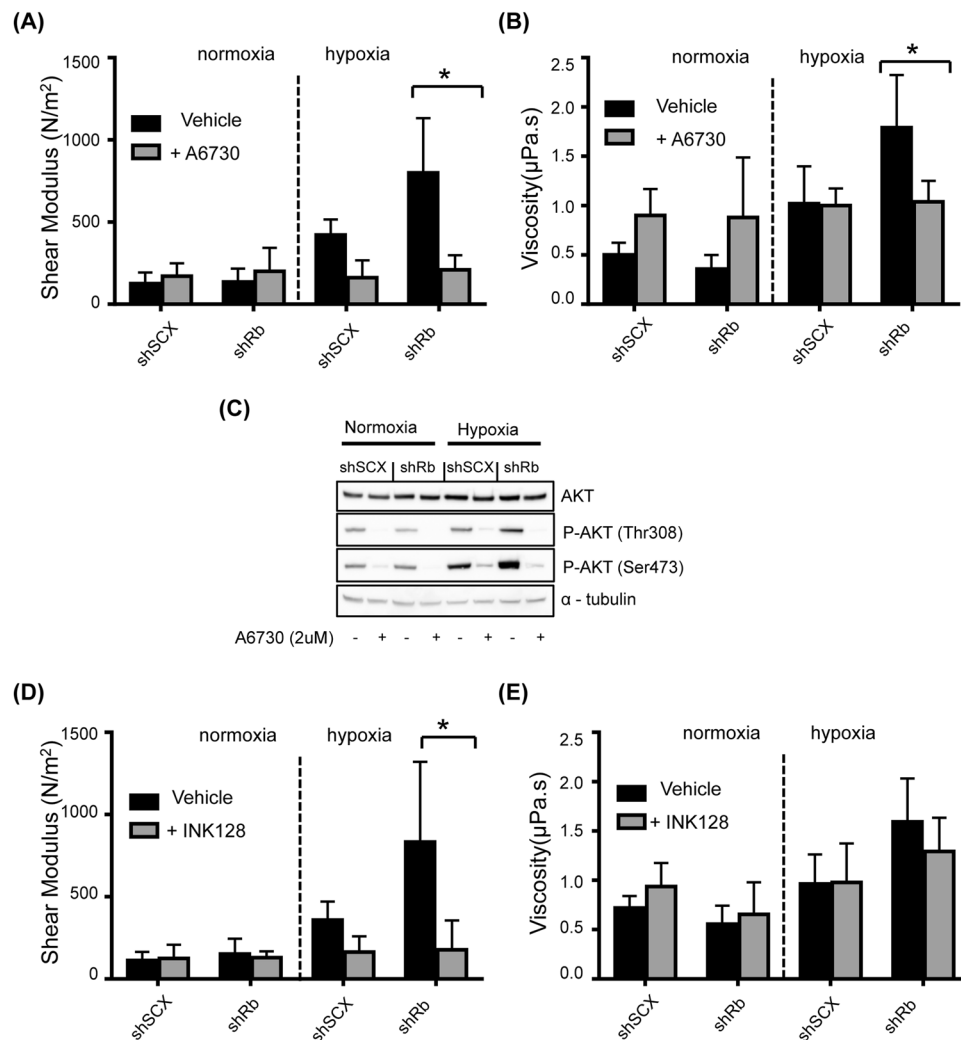 (A)
normoxia hypoxia
*
Shear Modulus (N/m²)
1500
1000
500
0
Vehicle
+ A6730
shSCX shRb shSCX shRb
(B)
normoxia hypoxia
*
Viscosity(µPa.s)
2.5
2.0
1.5
1.0
0.5
0.0
Vehicle
+ A6730
shSCX shRb shSCX shRb
(C)
Normoxia Hypoxia
shSCX shRb shSCX shRb
AKT
P-AKT (Thr308)
P-AKT (Ser473)
α - tubulin
A6730 (2uM) - + - + - + - +
(D)
normoxia hypoxia
*
Shear Modulus (N/m²)
1500
1000
500
0
Vehicle
+ INK128
shSCX shRb shSCX shRb
(E)
normoxia hypoxia
Viscosity(µPa.s)
2.5
2.0
1.5
1.0
0.5
0.0
Vehicle
+ INK128
shSCX shRb shSCX shRb